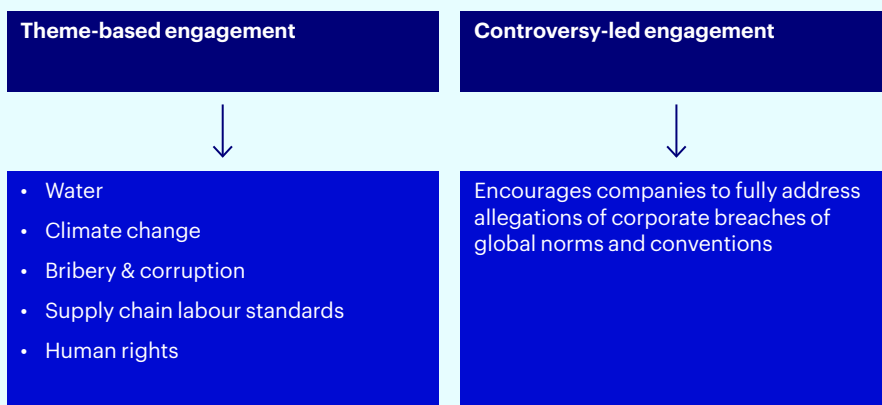 Theme-based engagement
• Water
• Climate change
• Bribery & corruption
• Supply chain labour standards
• Human rights
Controversy-led engagement
Encourages companies to fully address
allegations of corporate breaches of
global norms and conventions